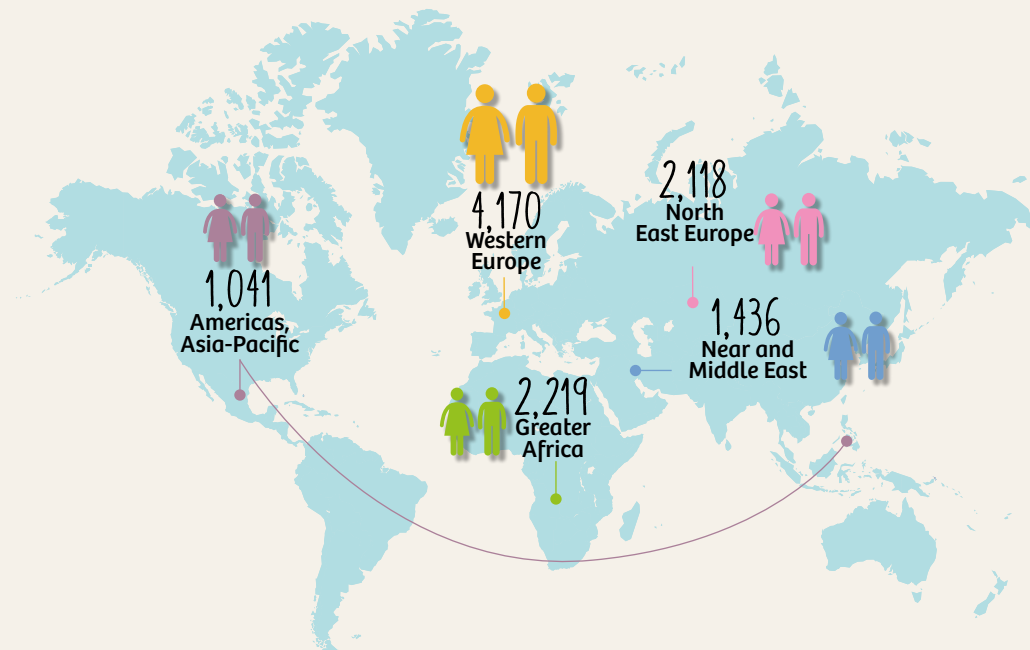 4,170
Western
Europe
2,118
North
East Europe
1,041
Americas,
Asia-Pacific
1,436
Near and
Middle East
2,219
Greater
Africa